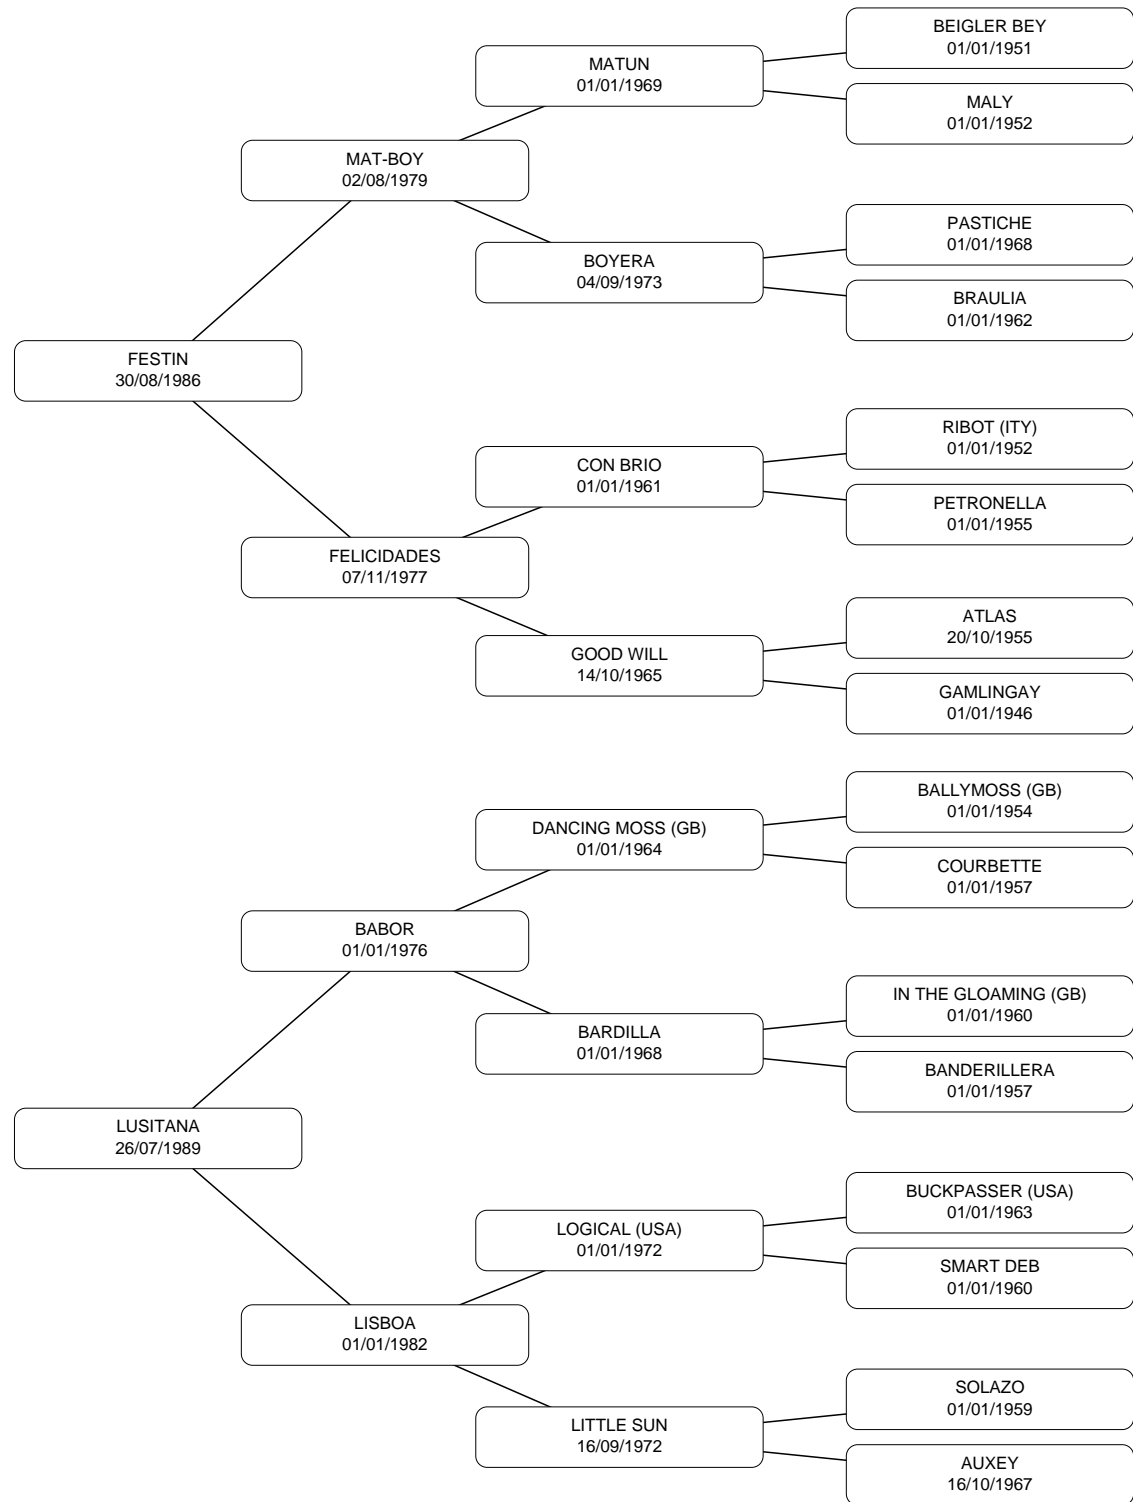 BEIGLER BEY
01/01/1951
MATUN
01/01/1969
MALY
01/01/1952
MAT-BOY
02/08/1979
PASTICHE
01/01/1968
BOYERA
04/09/1973
BRAULIA
01/01/1962
FESTIN
30/08/1986
RIBOT (ITY)
01/01/1952
CON BRIO
01/01/1961
PETRONELLA
01/01/1955
FELICIDADES
07/11/1977
ATLAS
20/10/1955
GOOD WILL
14/10/1965
GAMLINGAY
01/01/1946
BALLYMOSS (GB)
01/01/1954
DANCING MOSS (GB)
01/01/1964
COURBETTE
01/01/1957
BABOR
01/01/1976
IN THE GLOAMING (GB)
01/01/1960
BARDILLA
01/01/1968
BANDERILLERA
01/01/1957
LUSITANA
26/07/1989
BUCKPASSER (USA)
01/01/1963
LOGICAL (USA)
01/01/1972
SMART DEB
01/01/1960
LISBOA
01/01/1982
SOLAZO
01/01/1959
LITTLE SUN
16/09/1972
AUXEY
16/10/1967